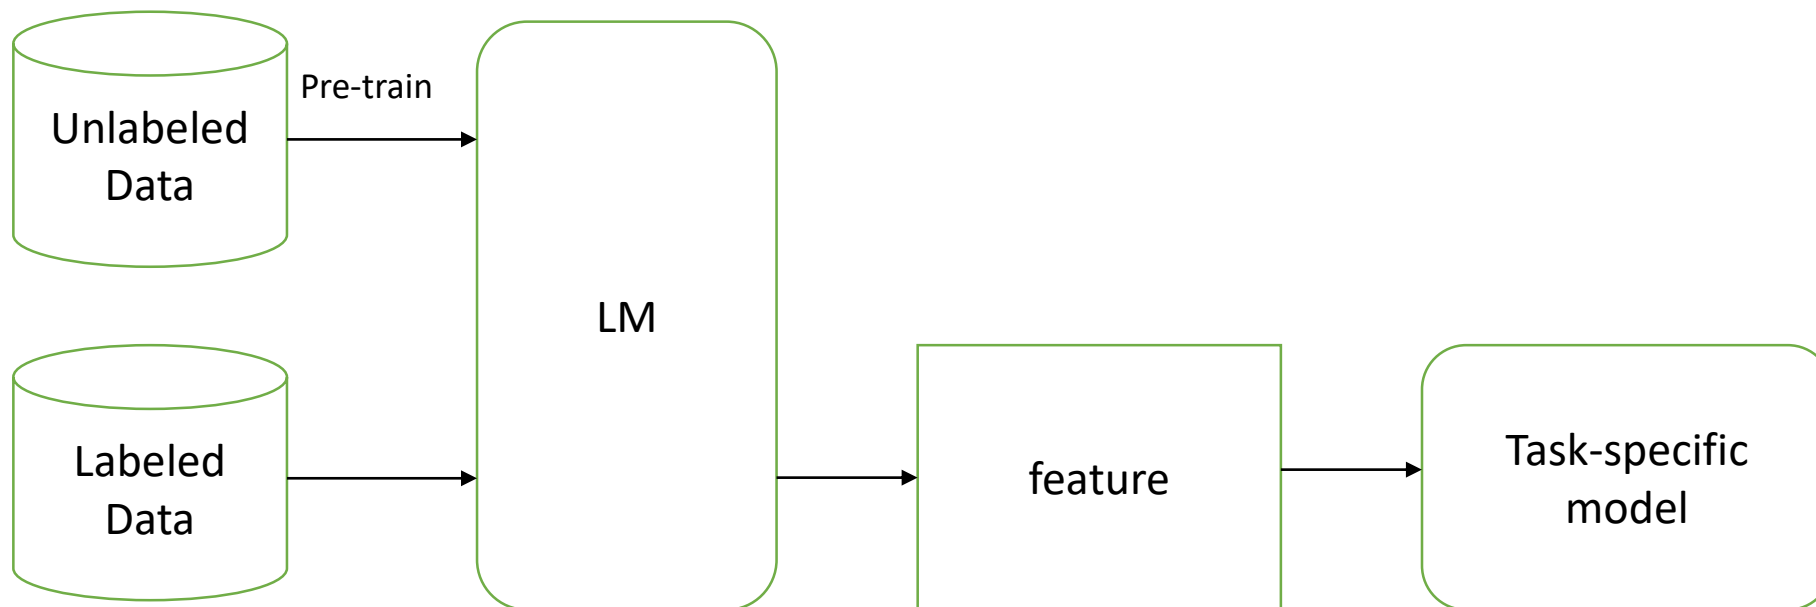 Pre-train
Unlabeled
Data
LM
Labeled
Data
feature
Task-specific
model